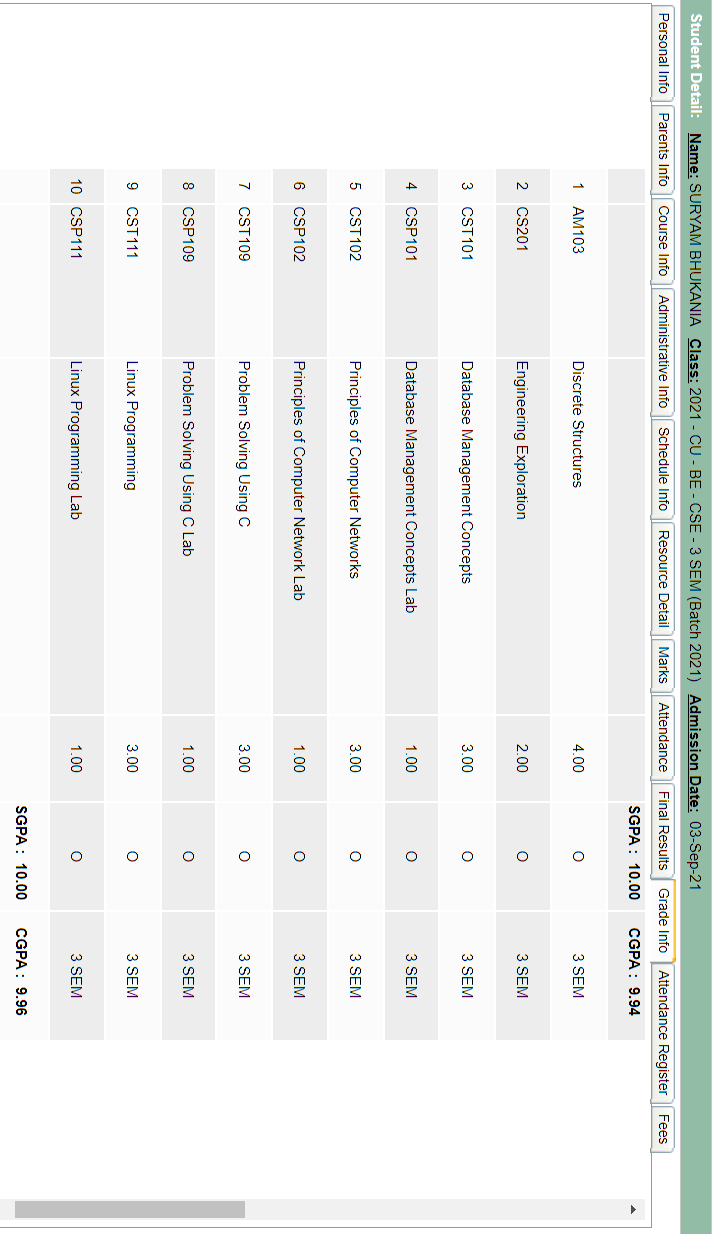 Student Detail: Name: SURYAM BHUKANIA Class: 2021 - CU - BE - CSE - 3 SEM (Batch 2021) Admission Date: 03-Sep-21
Personal Info Parents Info Course Info Administrative Info Schedule Info Resource Detail Marks Attendance Final Results Grade Info Attendance Register Fees
SGPA : 10.00 CGPA : 9.94
1 AM103 Discrete Structures 4.00 O 3 SEM
2 CS201 Engineering Exploration 2.00 O 3 SEM
3 CST101 Database Management Concepts 3.00 O 3 SEM
4 CSP101 Database Management Concepts Lab 1.00 O 3 SEM
5 CST102 Principles of Computer Networks 3.00 O 3 SEM
6 CSP102 Principles of Computer Network Lab 1.00 O 3 SEM
7 CST109 Problem Solving Using C 3.00 O 3 SEM
8 CSP109 Problem Solving Using C Lab 1.00 O 3 SEM
9 CST111 Linux Programming 3.00 O 3 SEM
10 CSP111 Linux Programming Lab 1.00 O 3 SEM
SGPA : 10.00 CGPA : 9.96